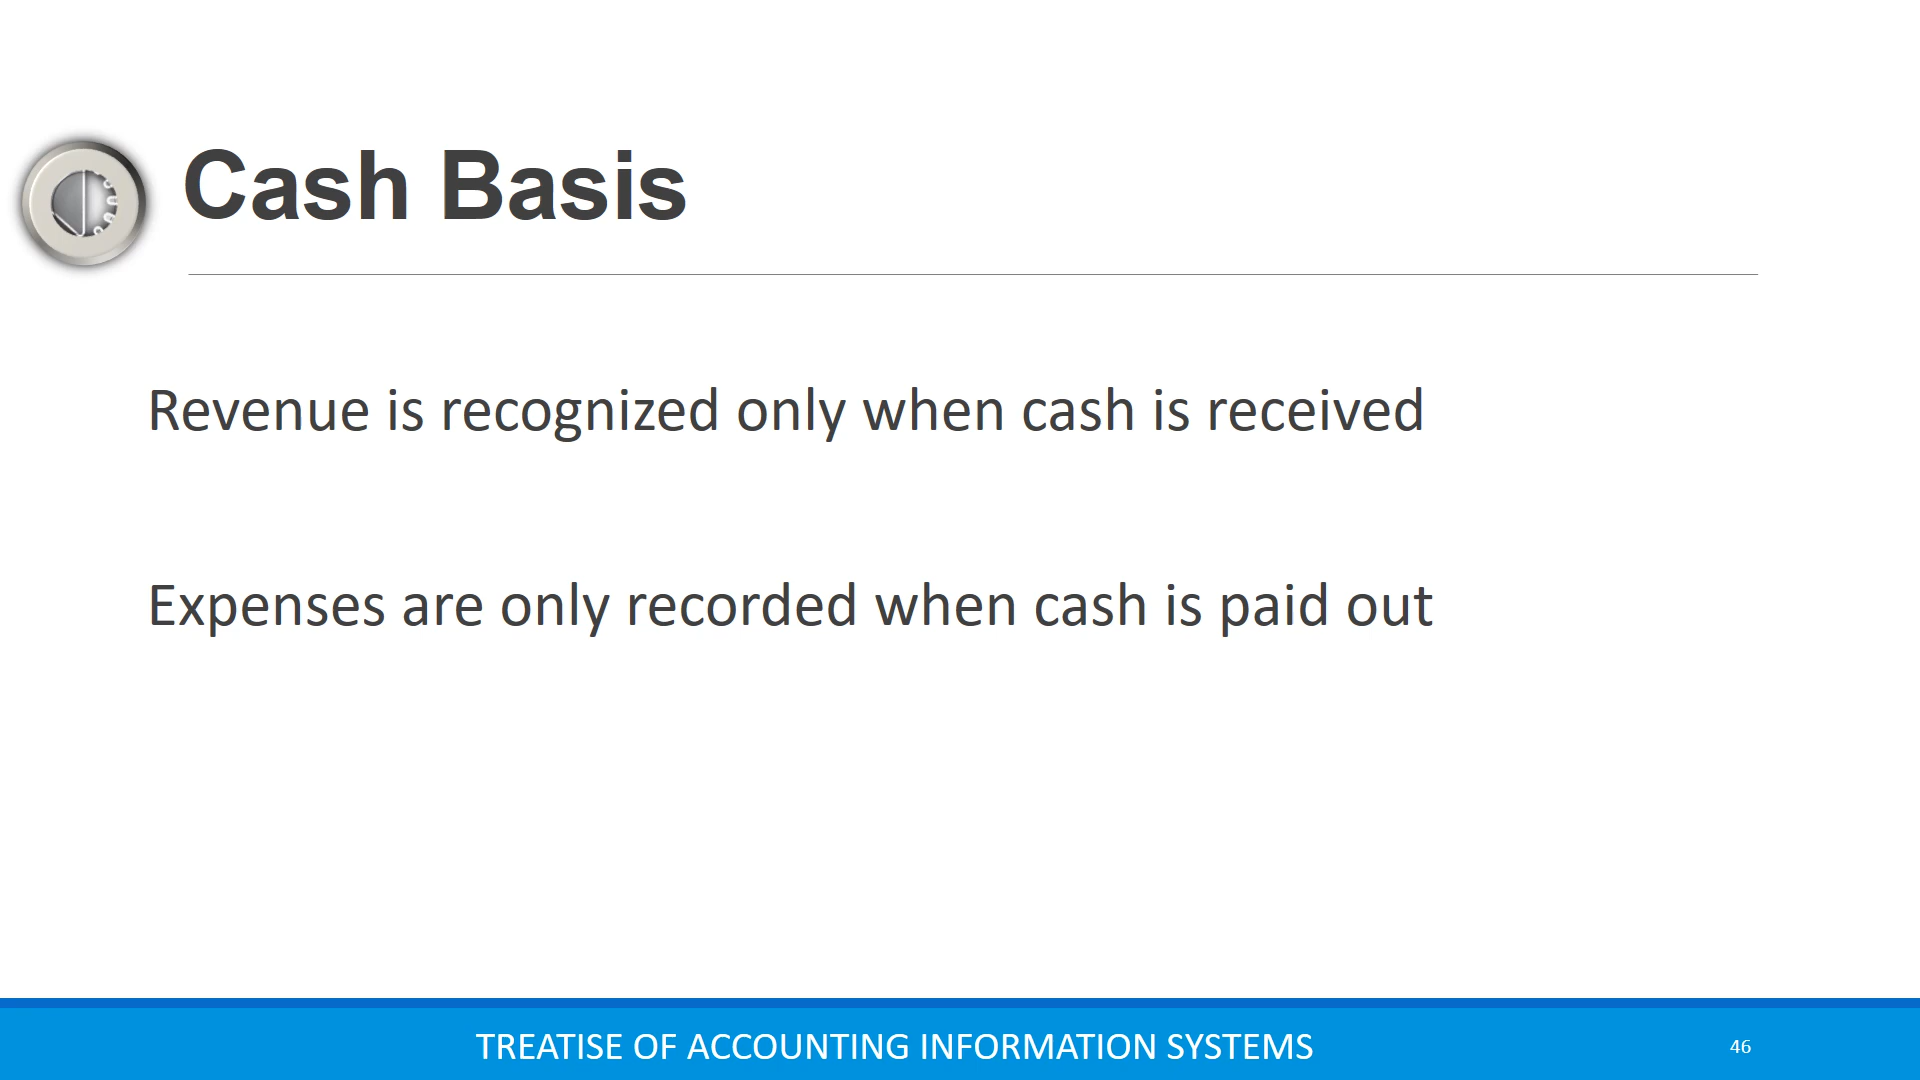 Cash Basis
Revenue is recognized only when cash is received
Expenses are only recorded when cash is paid out
TREATISE OF ACCOUNTING INFORMATION SYSTEMS
46